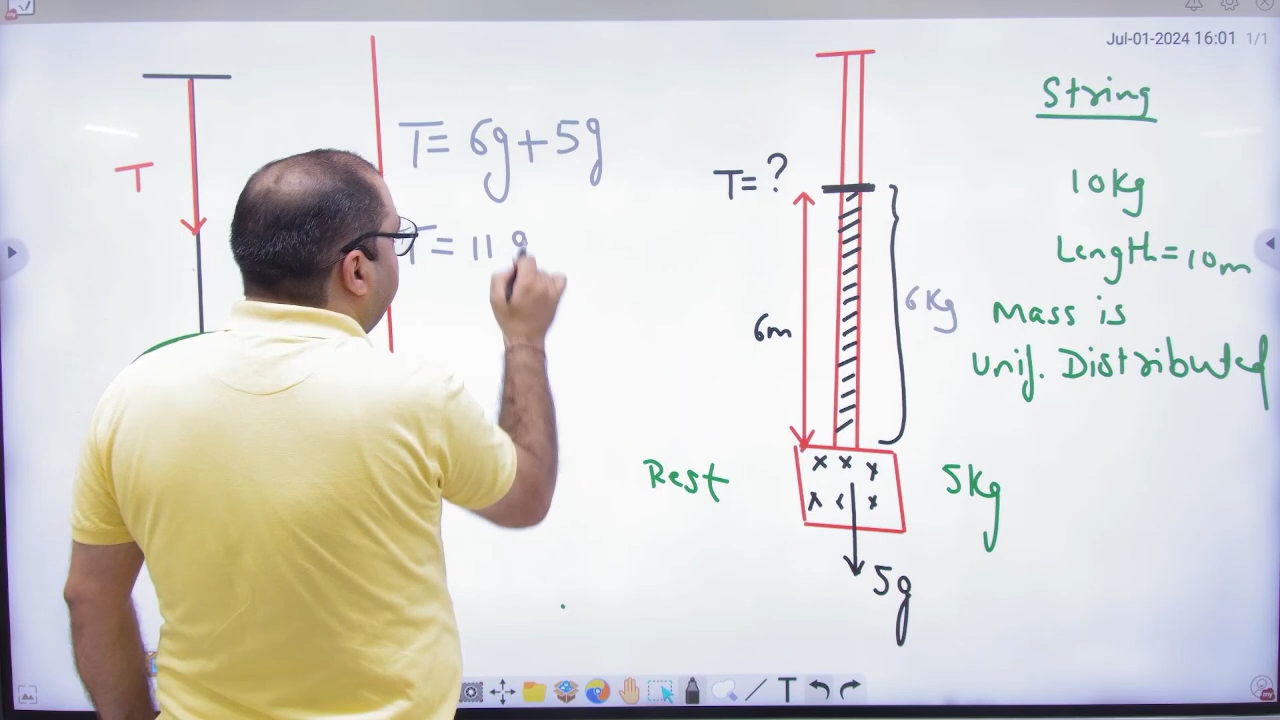 Jul-01-2024 16:01 1/1
T
T= 6g+5g
T= 11 g
T= ?
6m
6kg
Rest
5kg
5g
String
10kg
Length=10m
Mass is
Unif. Distributed
T